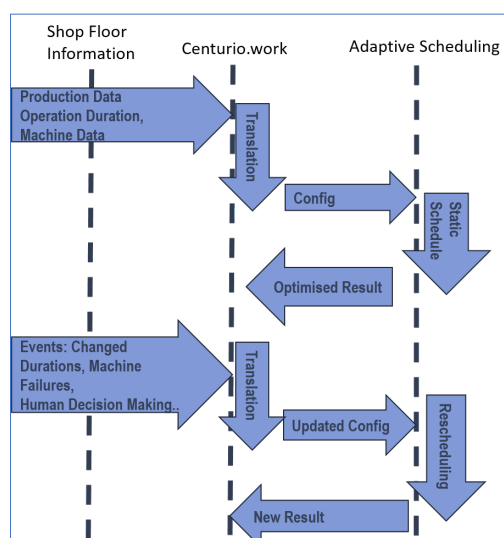 Shop Floor
Information
Centurio.work
Adaptive Scheduling
Production Data
Operation Duration,
Machine Data
Translation
Config
Static
Schedule
Optimised Result
Events: Changed
Durations, Machine
Failures,
Human Decision Making..
Translation
Updated Config
Rescheduling
New Result